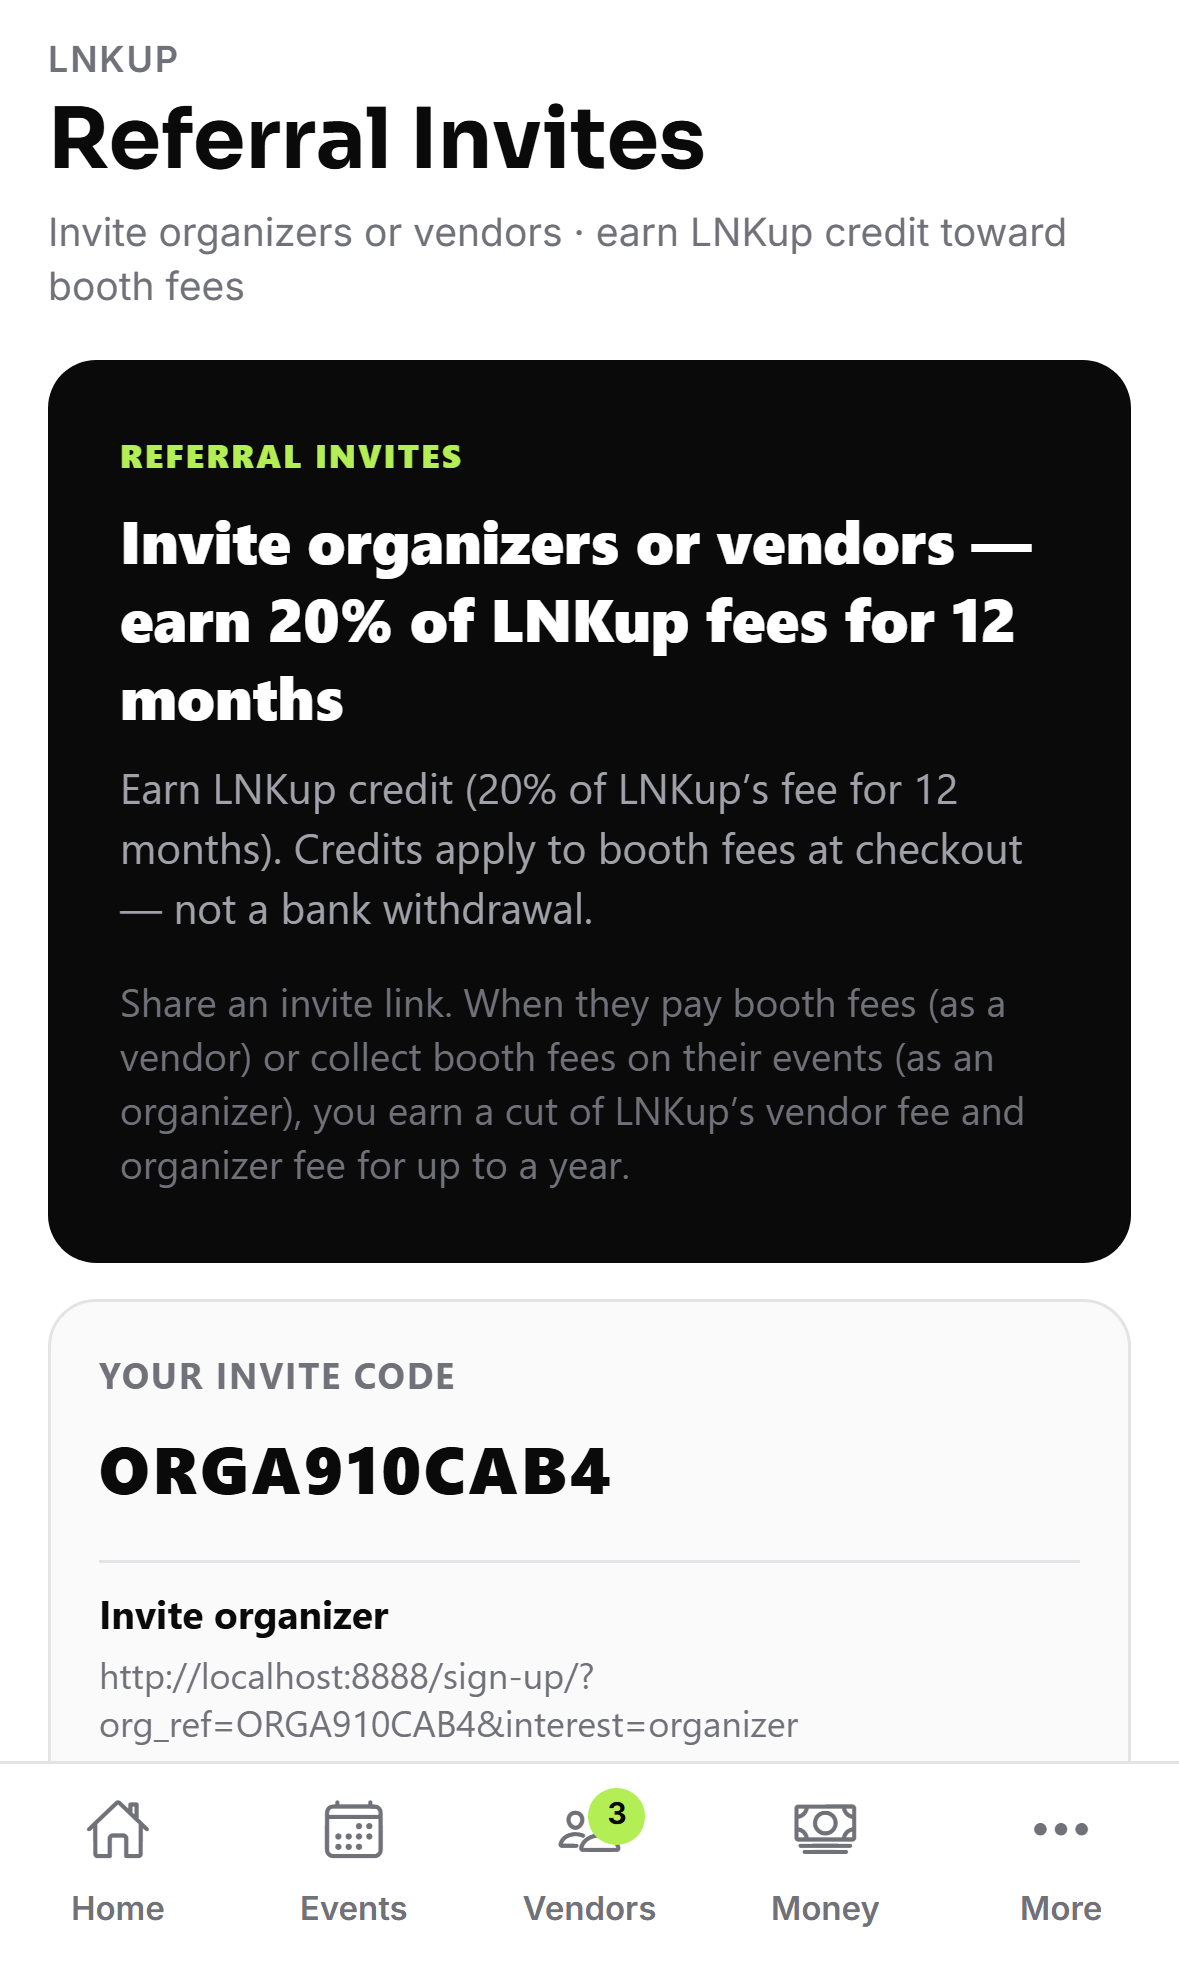 LNKUP
Referral Invites
Invite organizers or vendors · earn LNKup credit toward
booth fees
REFERRAL INVITES
Invite organizers or vendors —
earn 20% of LNKup fees for 12
months
Earn LNKup credit (20% of LNKup’s fee for 12
months). Credits apply to booth fees at checkout
— not a bank withdrawal.
Share an invite link. When they pay booth fees (as a
vendor) or collect booth fees on their events (as an
organizer), you earn a cut of LNKup’s vendor fee and
organizer fee for up to a year.
YOUR INVITE CODE
ORGA910CAB4
Invite organizer
http://localhost:8888/sign-up/?
org_ref=ORGA910CAB4&interest=organizer
3
Home Events Vendors Money More